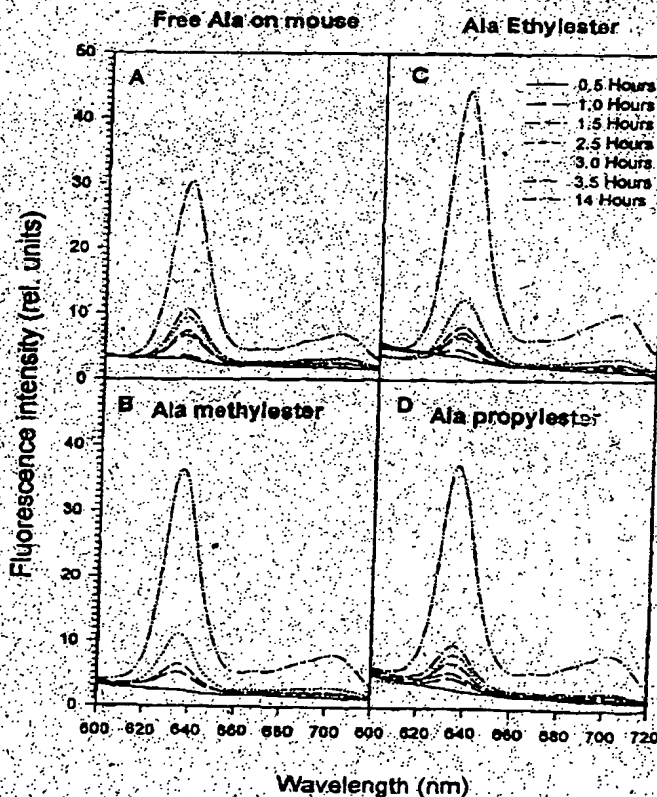 Free Ala on mouse
Ala Ethylester
50
A
C
0.5 Hours
1.0 Hours
1.5 Hours
2.5 Hours
3.0 Hours
3.5 Hours
14 Hours
40
30
20
10
0
B
Ala methylester
D
Ala propylester
40
30
20
10
0
600 620 640 660 680 700 600 620 640 660 680 700 720
Fluorescence intensity (rel. units)
Wavelength (nm)